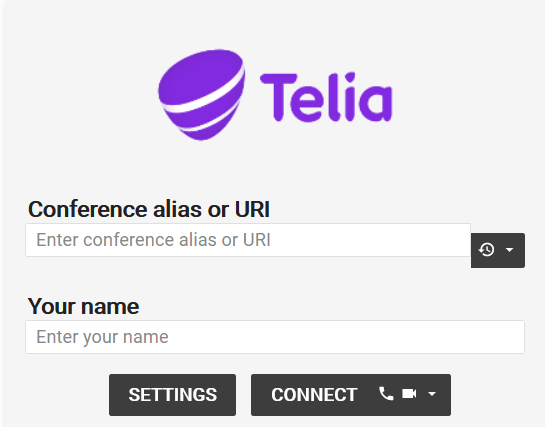 Telia
Conference alias or URI
Enter conference alias or URI
Your name
Enter your name
SETTINGS
CONNECT